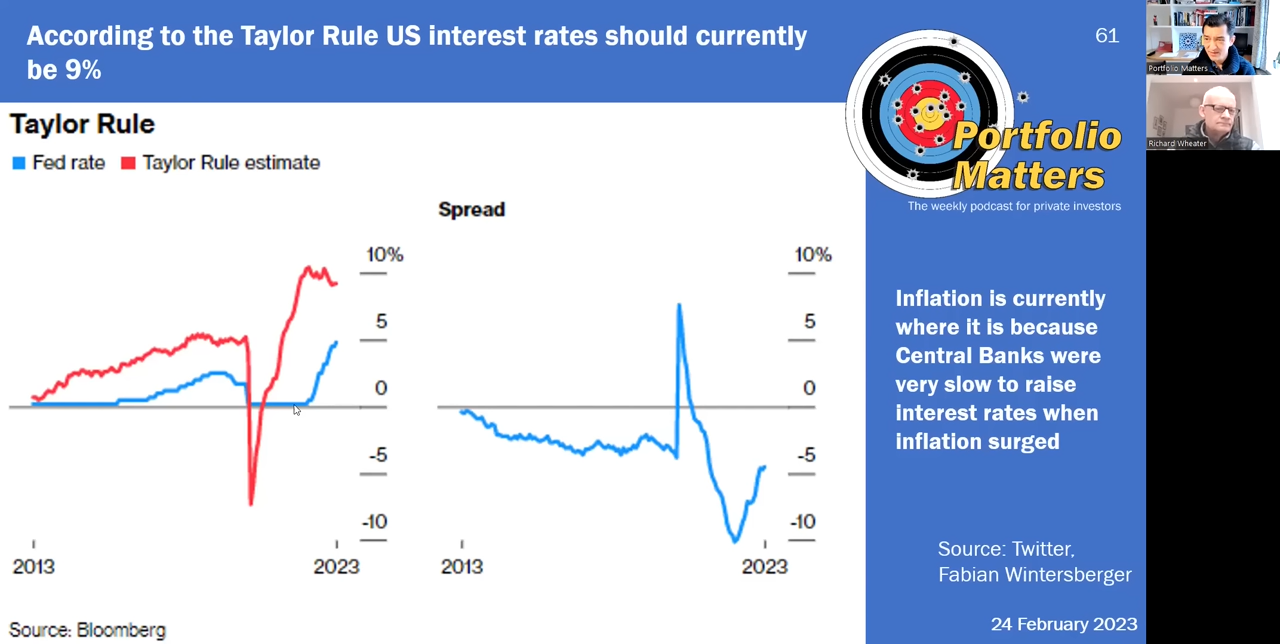 According to the Taylor Rule US interest rates should currently
be 9%
61
Portfolio Matters
Richard Wheater
Portfolio
Matters
The weekly podcast for private investors
Taylor Rule
Fed rate
Taylor Rule estimate
10%
5
0
-5
-10
2013
2023
Spread
10%
5
0
-5
-10
2013
2023
Source: Bloomberg
Inflation is currently
where it is because
Central Banks were
very slow to raise
interest rates when
inflation surged
Source: Twitter,
Fabian Wintersberger
24 February 2023